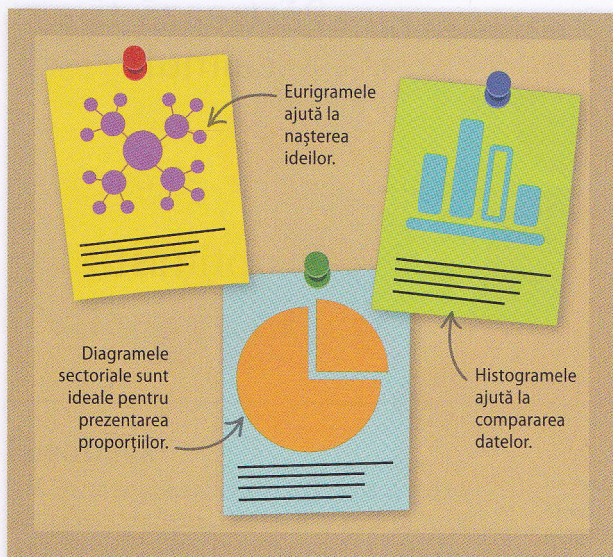 Eurigramele
ajută la
nașterea
ideilor.
Diagramele
sectoriale sunt
ideale pentru
prezentarea
proporțiilor.
Histogramele
ajută la
compararea
datelor.